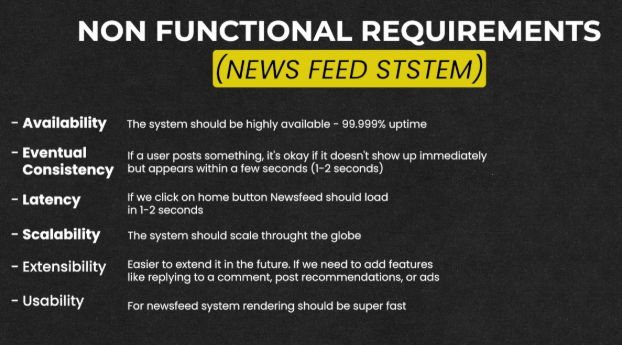 NON FUNCTIONAL REQUIREMENTS
(NEWS FEED STSTEM)
- Availability The system should be highly available - 99.999% uptime
- Eventual Consistency
If a user posts something, it's okay if it doesn't show up immediately
but appears within a few seconds (1-2 seconds)
- Latency
If we click on home button Newsfeed should load
in 1-2 seconds
- Scalability The system should scale throught the globe
- Extensibility
Easier to extend it in the future. If we need to add features
like replying to a comment, post recommendations, or ads
- Usability For newsfeed system rendering should be super fast